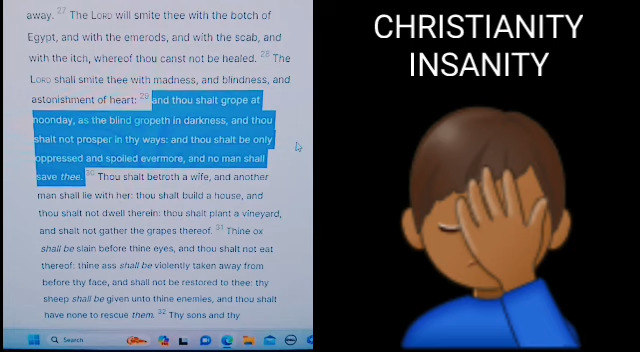 away. 27 The LORD will smite thee with the botch of
Egypt, and with the emerods, and with the scab, and
with the itch, whereof thou canst not be healed. 28 The
LORD shall smite thee with madness, and blindness, and
astonishment of heart: 29 and thou shalt grope at
noonday, as the blind gropeth in darkness, and thou
shalt not prosper in thy ways: and thou shalt be only
oppressed and spoiled evermore, and no man shall
save thee. 30 Thou shalt betroth a wife, and another
man shall lie with her: thou shalt build a house, and
thou shalt not dwell therein: thou shalt plant a vineyard,
and shalt not gather the grapes thereof. 31 Thine ox
shall be slain before thine eyes, and thou shalt not eat
thereof: thine ass shall be violently taken away from
before thy face, and shall not be restored to thee: thy
sheep shall be given unto thine enemies, and thou shalt
have none to rescue them. 32 Thy sons and thy
Search
CHRISTIANITY
INSANITY